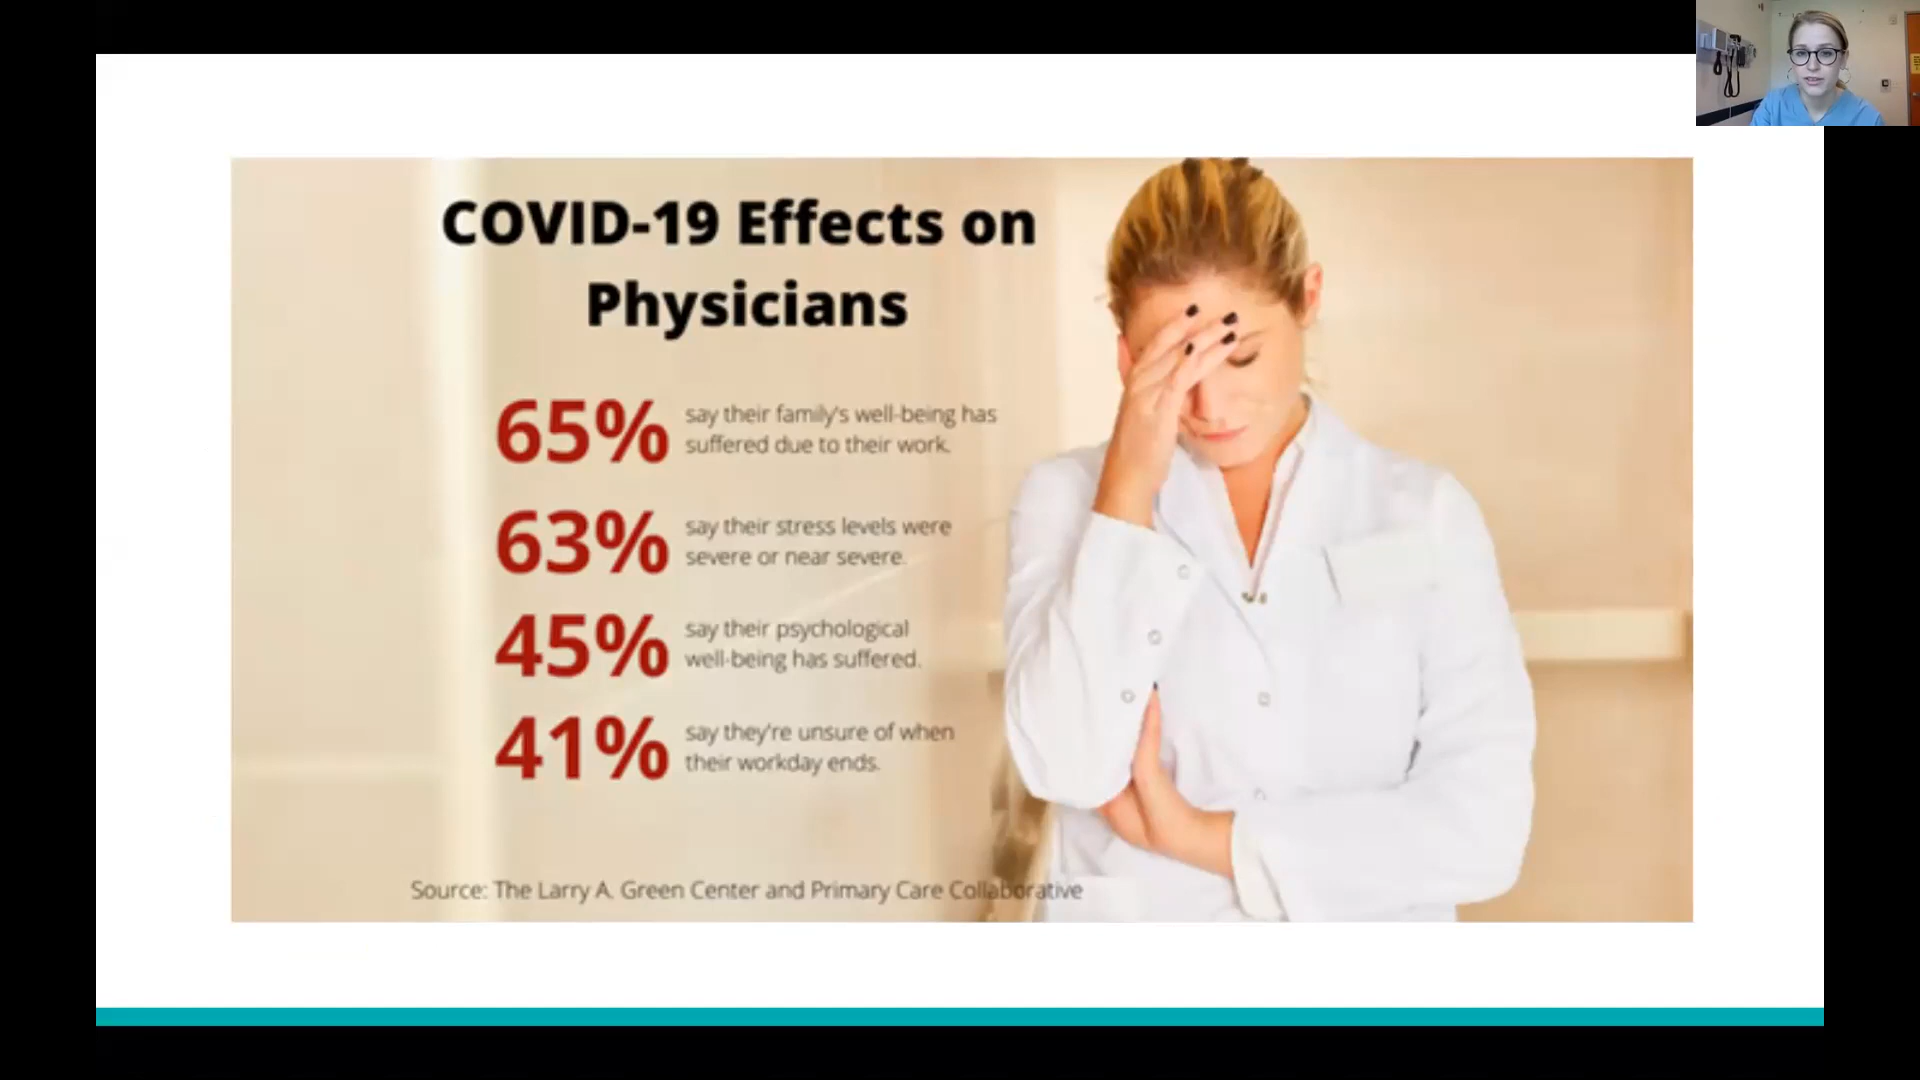 COVID-19 Effects on
Physicians
65%
say their family's well-being has
suffered due to their work.
63%
say their stress levels were
severe or near severe.
45%
say their psychological
well-being has suffered.
41%
say they're unsure of when
their workday ends.
Source: The Larry A. Green Center and Primary Care Collaborative